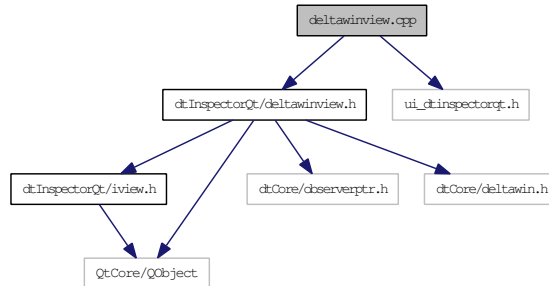 deltawinview.cpp
dtInspectorQt/deltawinview.h
ui_dtinspectorqt.h
dtInspectorQt/iview.h
dtCore/observerptr.h
dtCore/deltawin.h
QtCore/QObject